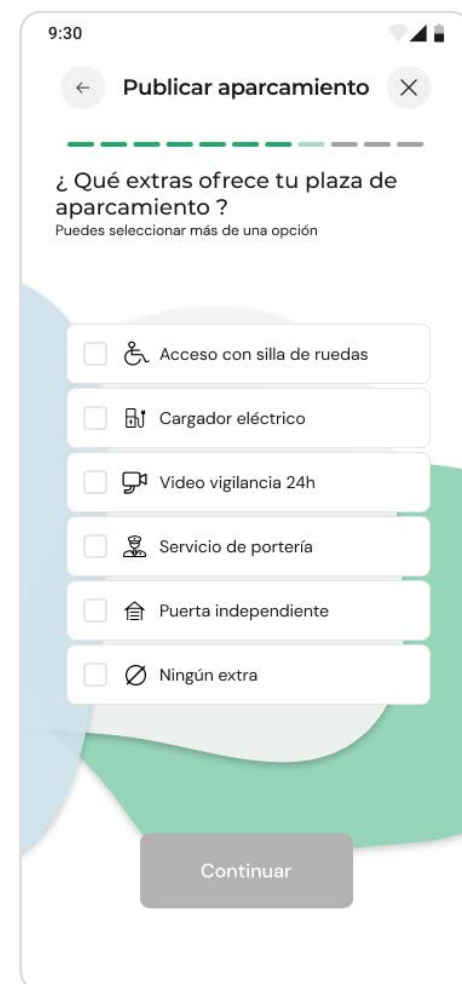 9:30
Publicar aparcamiento
¿ Qué extras ofrece tu plaza de
aparcamiento ?
Puedes seleccionar más de una opción
Acceso con silla de ruedas
Cargador eléctrico
Video vigilancia 24h
Servicio de portería
Puerta independiente
Ningún extra
Continuar